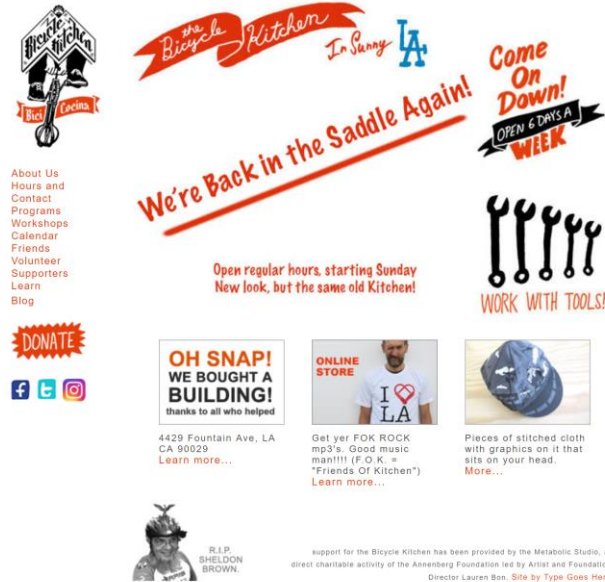 the
Bicycle Kitchen
In Sunny LA
Bicycle Kitchen
Bici Cocina
Come
On
Down!
OPEN 6 DAYS A
WEEK
We're Back in the Saddle Again!
About Us
Hours and
Contact
Programs
Workshops
Calendar
Friends
Volunteer
Supporters
Learn
Blog
Open regular hours, starting Sunday
New look, but the same old Kitchen!
WORK WITH TOOLS!
DONATE
OH SNAP!
WE BOUGHT A
BUILDING!
thanks to all who helped
ONLINE
STORE
I
LA
4429 Fountain Ave, LA
CA 90029
Learn more...
Get yer FOK ROCK
mp3's. Good music
man!!!! (F.O.K. =
"Friends Of Kitchen")
Learn more...
Pieces of stitched cloth
with graphics on it that
sits on your head.
More...
R.I.P.
SHELDON
BROWN.
support for the Bicycle Kitchen has been provided by the Metabolic Studio,
direct charitable activity of the Annenberg Foundation led by Artist and Foundatio
Director Lauren Bon. Site by Type Goes Her